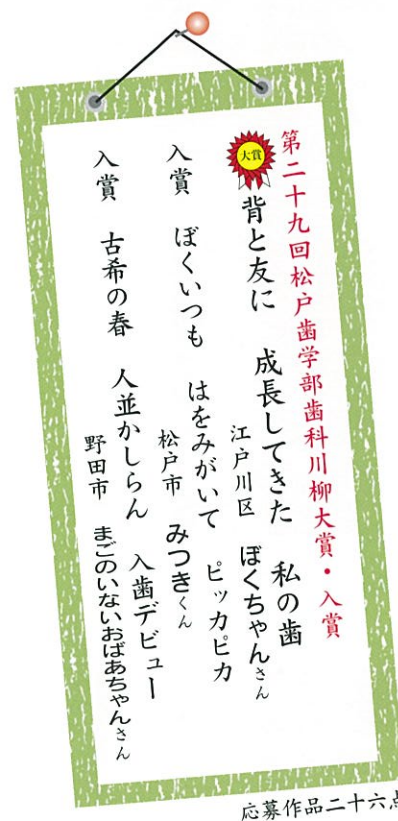 第二十九回松戸歯学部歯科川柳大賞・入賞
大賞 背と友に 成長してきた 私の歯
江戸川区 ぼくちゃんさん
入賞 ぼくいつも はをみがいて ピッカピカ
松戸市 みつきくん
入賞 古希の春 人並かしらん 入歯デビュー
野田市 まごのいないおばあちゃんさん
応募作品二十六点